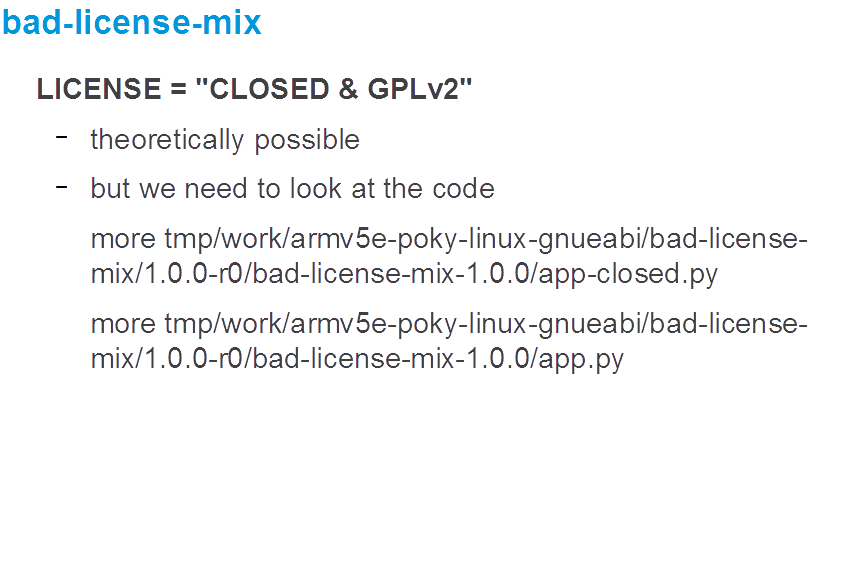 bad-license-mix
LICENSE = "CLOSED & GPLv2"
– theoretically possible
– but we need to look at the code
more tmp/work/armv5e-poky-linux-gnueabi/bad-license-
mix/1.0.0-r0/bad-license-mix-1.0.0/app-closed.py
more tmp/work/armv5e-poky-linux-gnueabi/bad-license-
mix/1.0.0-r0/bad-license-mix-1.0.0/app.py